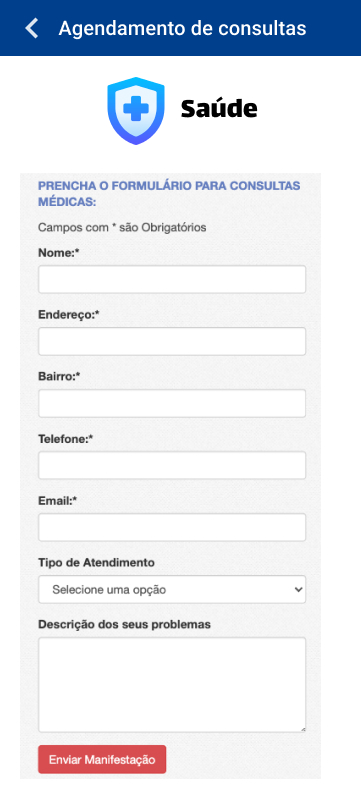 Agendamento de consultas
Saúde
PRENCHA O FORMULÁRIO PARA CONSULTAS
MÉDICAS:
Campos com * são Obrigatórios
Nome:*
Endereço:*
Bairro:*
Telefone:*
Email:*
Tipo de Atendimento
Selecione uma opção
Descrição dos seus problemas
Enviar Manifestação